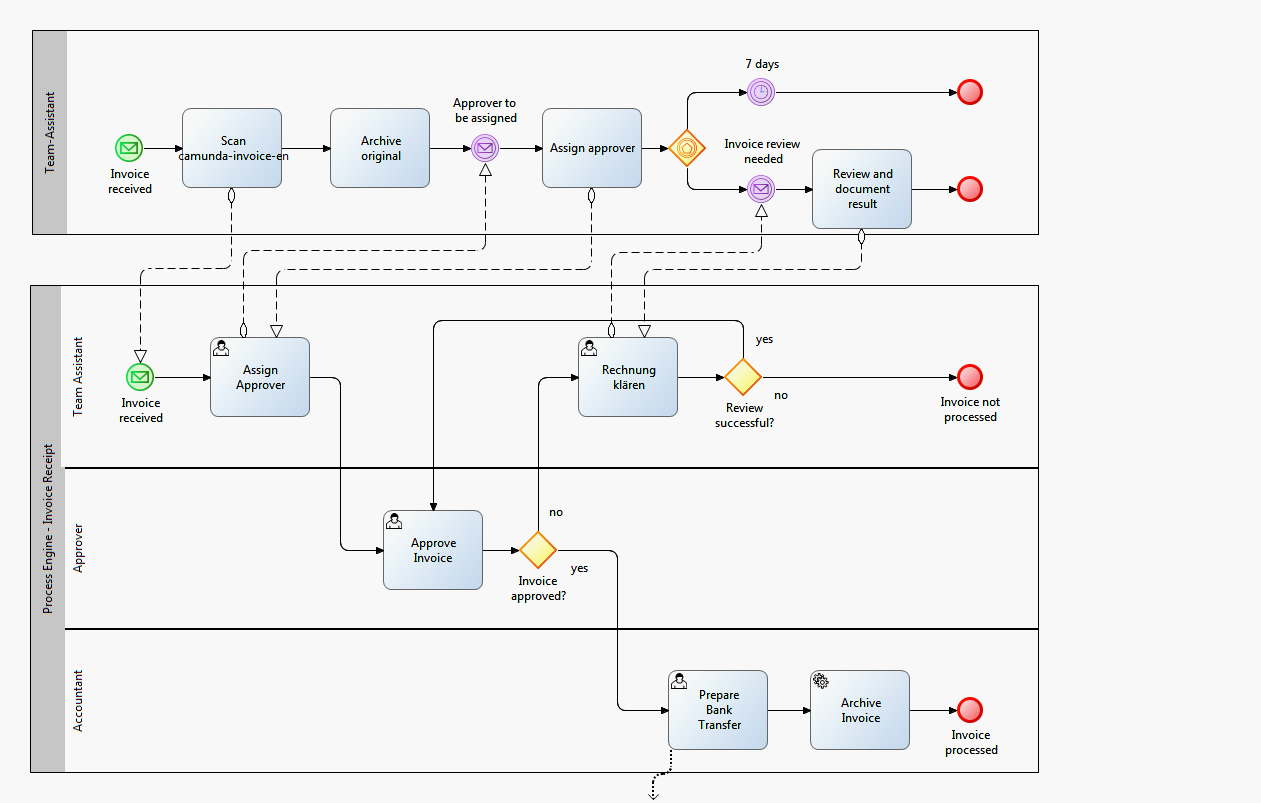 Team-Assistant
7 days
Approver to
be assigned
Scan
camunda-invoice-en
Archive
original
Assign approver
Invoice review
needed
Review and
document
result
Invoice
received
Process Engine - Invoice Receipt
Team Assistant
Invoice
received
Assign
Approver
Rechnung
klären
yes
no
Review
successful?
Invoice not
processed
Approver
Approve
Invoice
no
yes
Invoice
approved?
Accountant
Prepare
Bank
Transfer
Archive
Invoice
Invoice
processed